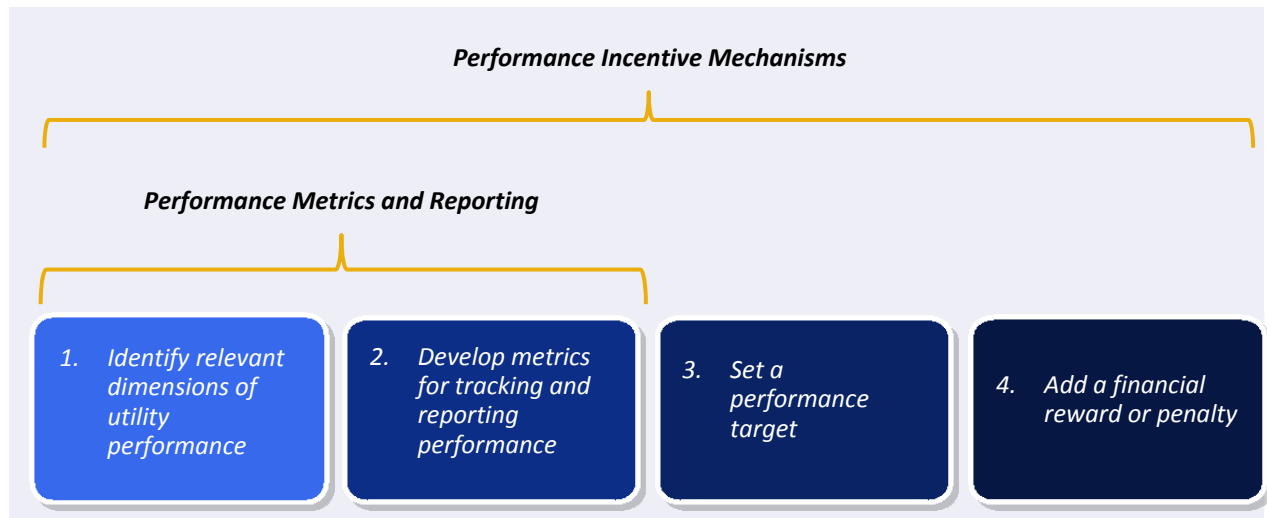 Performance Incentive Mechanisms
Performance Metrics and Reporting
1. Identify relevant
dimensions of
utility
performance
2. Develop metrics
for tracking and
reporting
performance
3. Set a
performance
target
4. Add a financial
reward or penalty